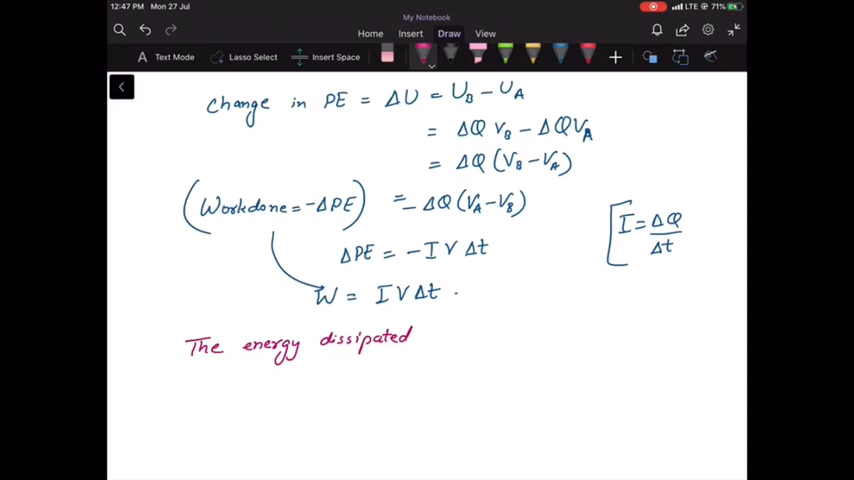 12:47 PM Mon 27 Jul
LTE 71%
My Notebook
Home Insert Draw View
Text Mode Lasso Select Insert Space
Change in PE = ΔU = U_B − U_A
= ΔQ V_B − ΔQ V_A
= ΔQ (V_B − V_A)
(Workdone = −ΔPE) = − ΔQ (V_A − V_B)
[I = ΔQ/Δt
ΔPE = − I V Δt
W = I V Δt .
The energy dissipated